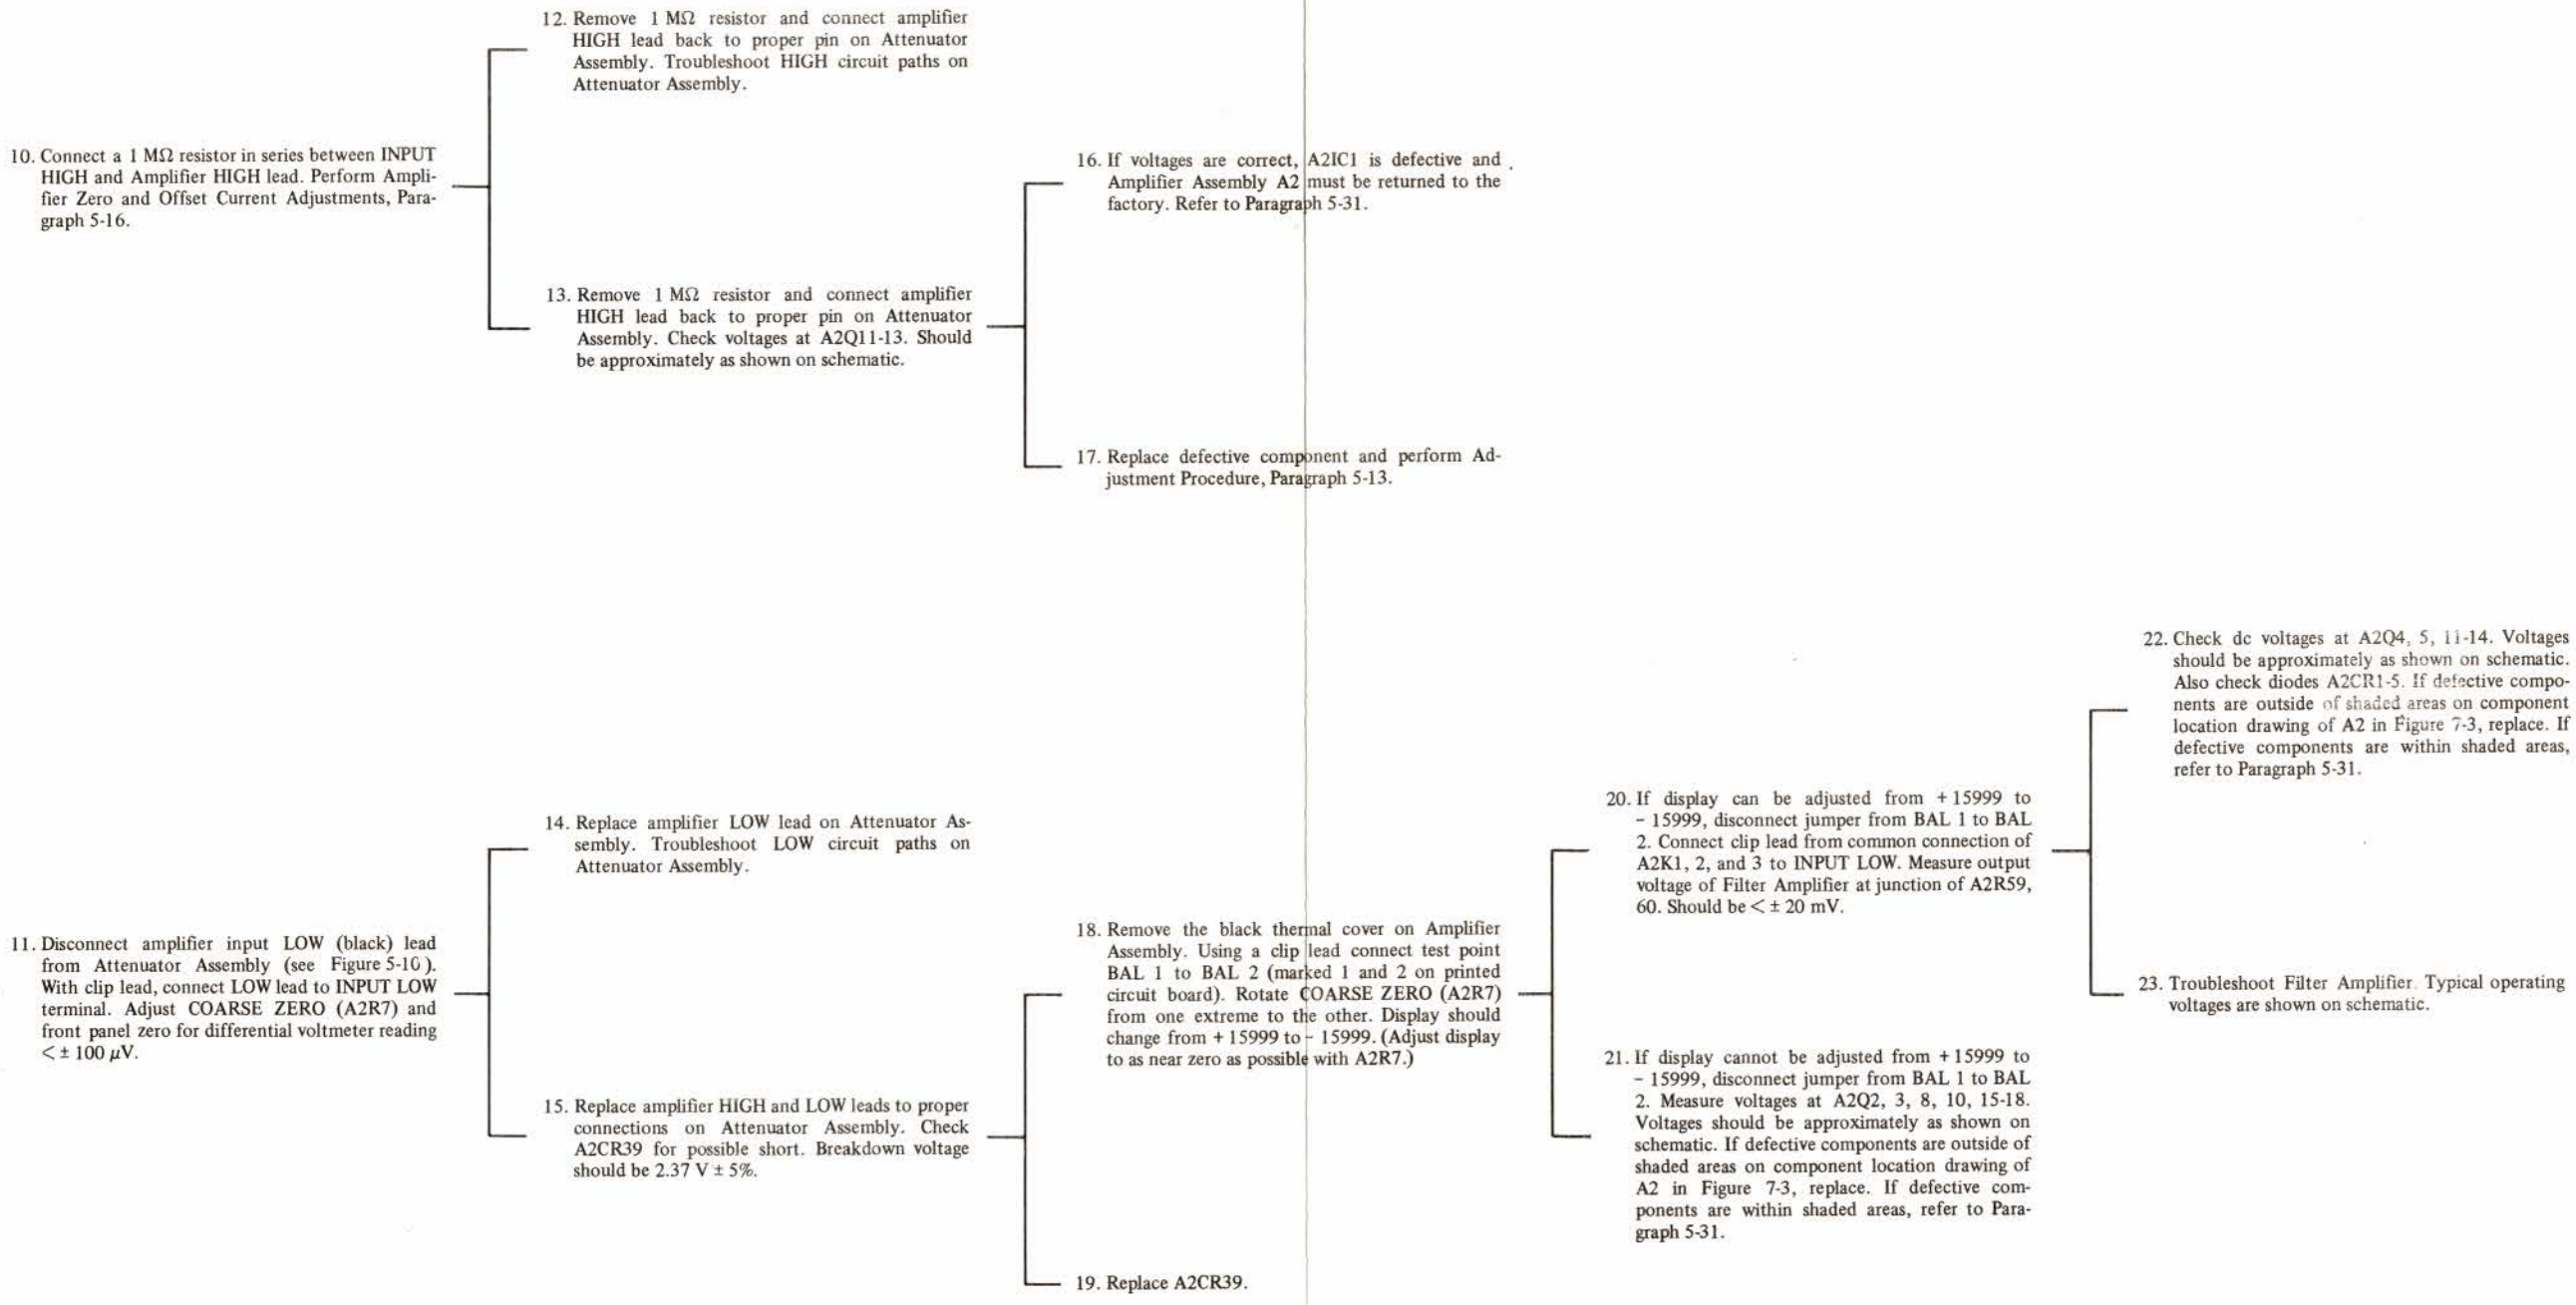 10. Connect a 1 MΩ resistor in series between INPUT
HIGH and Amplifier HIGH lead. Perform Ampli-
fier Zero and Offset Current Adjustments, Para-
graph 5-16.
12. Remove 1 MΩ resistor and connect amplifier
HIGH lead back to proper pin on Attenuator
Assembly. Troubleshoot HIGH circuit paths on
Attenuator Assembly.
13. Remove 1 MΩ resistor and connect amplifier
HIGH lead back to proper pin on Attenuator
Assembly. Check voltages at A2Q11-13. Should
be approximately as shown on schematic.
16. If voltages are correct, A2IC1 is defective and
Amplifier Assembly A2 must be returned to the
factory. Refer to Paragraph 5-31.
17. Replace defective component and perform Ad-
justment Procedure, Paragraph 5-13.
11. Disconnect amplifier input LOW (black) lead
from Attenuator Assembly (see Figure 5-10).
With clip lead, connect LOW lead to INPUT LOW
terminal. Adjust COARSE ZERO (A2R7) and
front panel zero for differential voltmeter reading
< ± 100 μV.
14. Replace amplifier LOW lead on Attenuator As-
sembly. Troubleshoot LOW circuit paths on
Attenuator Assembly.
15. Replace amplifier HIGH and LOW leads to proper
connections on Attenuator Assembly. Check
A2CR39 for possible short. Breakdown voltage
should be 2.37 V ± 5%.
18. Remove the black thermal cover on Amplifier
Assembly. Using a clip lead connect test point
BAL 1 to BAL 2 (marked 1 and 2 on printed
circuit board). Rotate COARSE ZERO (A2R7)
from one extreme to the other. Display should
change from + 15999 to - 15999. (Adjust display
to as near zero as possible with A2R7.)
19. Replace A2CR39.
20. If display can be adjusted from + 15999 to
- 15999, disconnect jumper from BAL 1 to BAL
2. Connect clip lead from common connection of
A2K1, 2, and 3 to INPUT LOW. Measure output
voltage of Filter Amplifier at junction of A2R59,
60. Should be < ± 20 mV.
21. If display cannot be adjusted from + 15999 to
- 15999, disconnect jumper from BAL 1 to BAL
2. Measure voltages at A2Q2, 3, 8, 10, 15-18.
Voltages should be approximately as shown on
schematic. If defective components are outside of
shaded areas on component location drawing of
A2 in Figure 7-3, replace. If defective com-
ponents are within shaded areas, refer to Para-
graph 5-31.
22. Check dc voltages at A2Q4, 5, 11-14. Voltages
should be approximately as shown on schematic.
Also check diodes A2CR1-5. If defective compo-
nents are outside of shaded areas on component
location drawing of A2 in Figure 7-3, replace. If
defective components are within shaded areas,
refer to Paragraph 5-31.
23. Troubleshoot Filter Amplifier. Typical operating
voltages are shown on schematic.